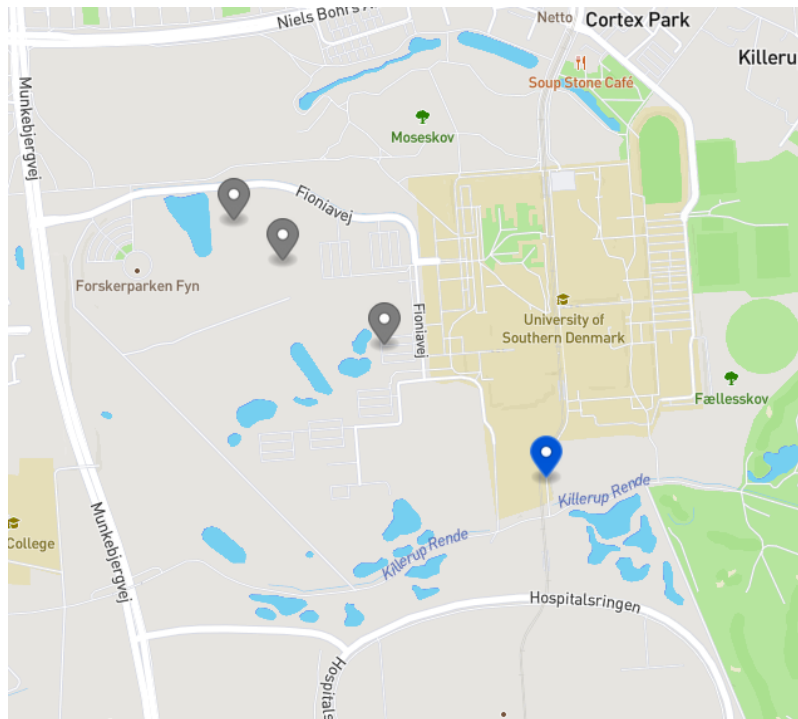 Niels Bohrs A
Netto
Cortex Park
Killeru
Soup Stone Café
Munkebjergvej
Moseskov
Fioniavej
Forskerparken Fyn
Fioniavej
University of
Southern Denmark
Fællesskov
Killerup Rende
College
Munkebjergvej
Killerup Rende
Hospitalsringen
Hospitals